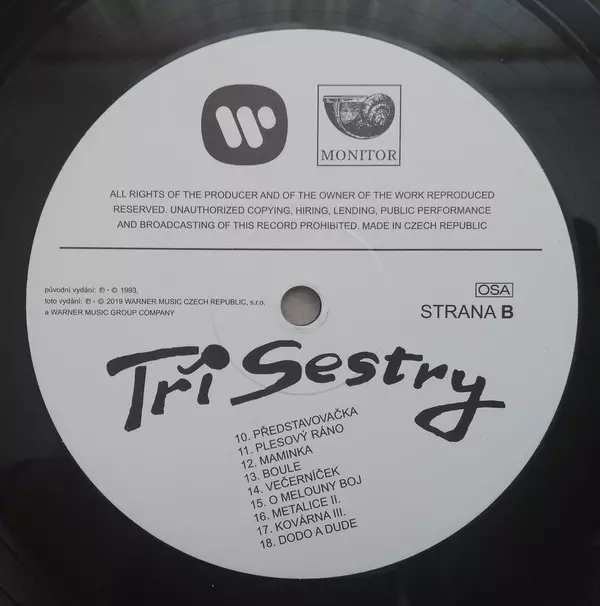 W
MONITOR
ALL RIGHTS OF THE PRODUCER AND OF THE OWNER OF THE WORK REPRODUCED
RESERVED. UNAUTHORIZED COPYING, HIRING, LENDING, PUBLIC PERFORMANCE
AND BROADCASTING OF THIS RECORD PROHIBITED. MADE IN CZECH REPUBLIC
původní vydání: ℗ • © 1993,
toto vydání: ℗ • © 2019 WARNER MUSIC CZECH REPUBLIC, s.r.o.
a WARNER MUSIC GROUP COMPANY
OSA
STRANA B
Tři Sestry
10. PŘEDSTAVOVAČKA
11. PLESOVÝ RÁNO
12. MAMINKA
13. BOULE
14. VEČERNÍČEK
15. O MELOUNY BOJ
16. METALICE II.
17. KOVÁRNA III.
18. DODO A DUDE